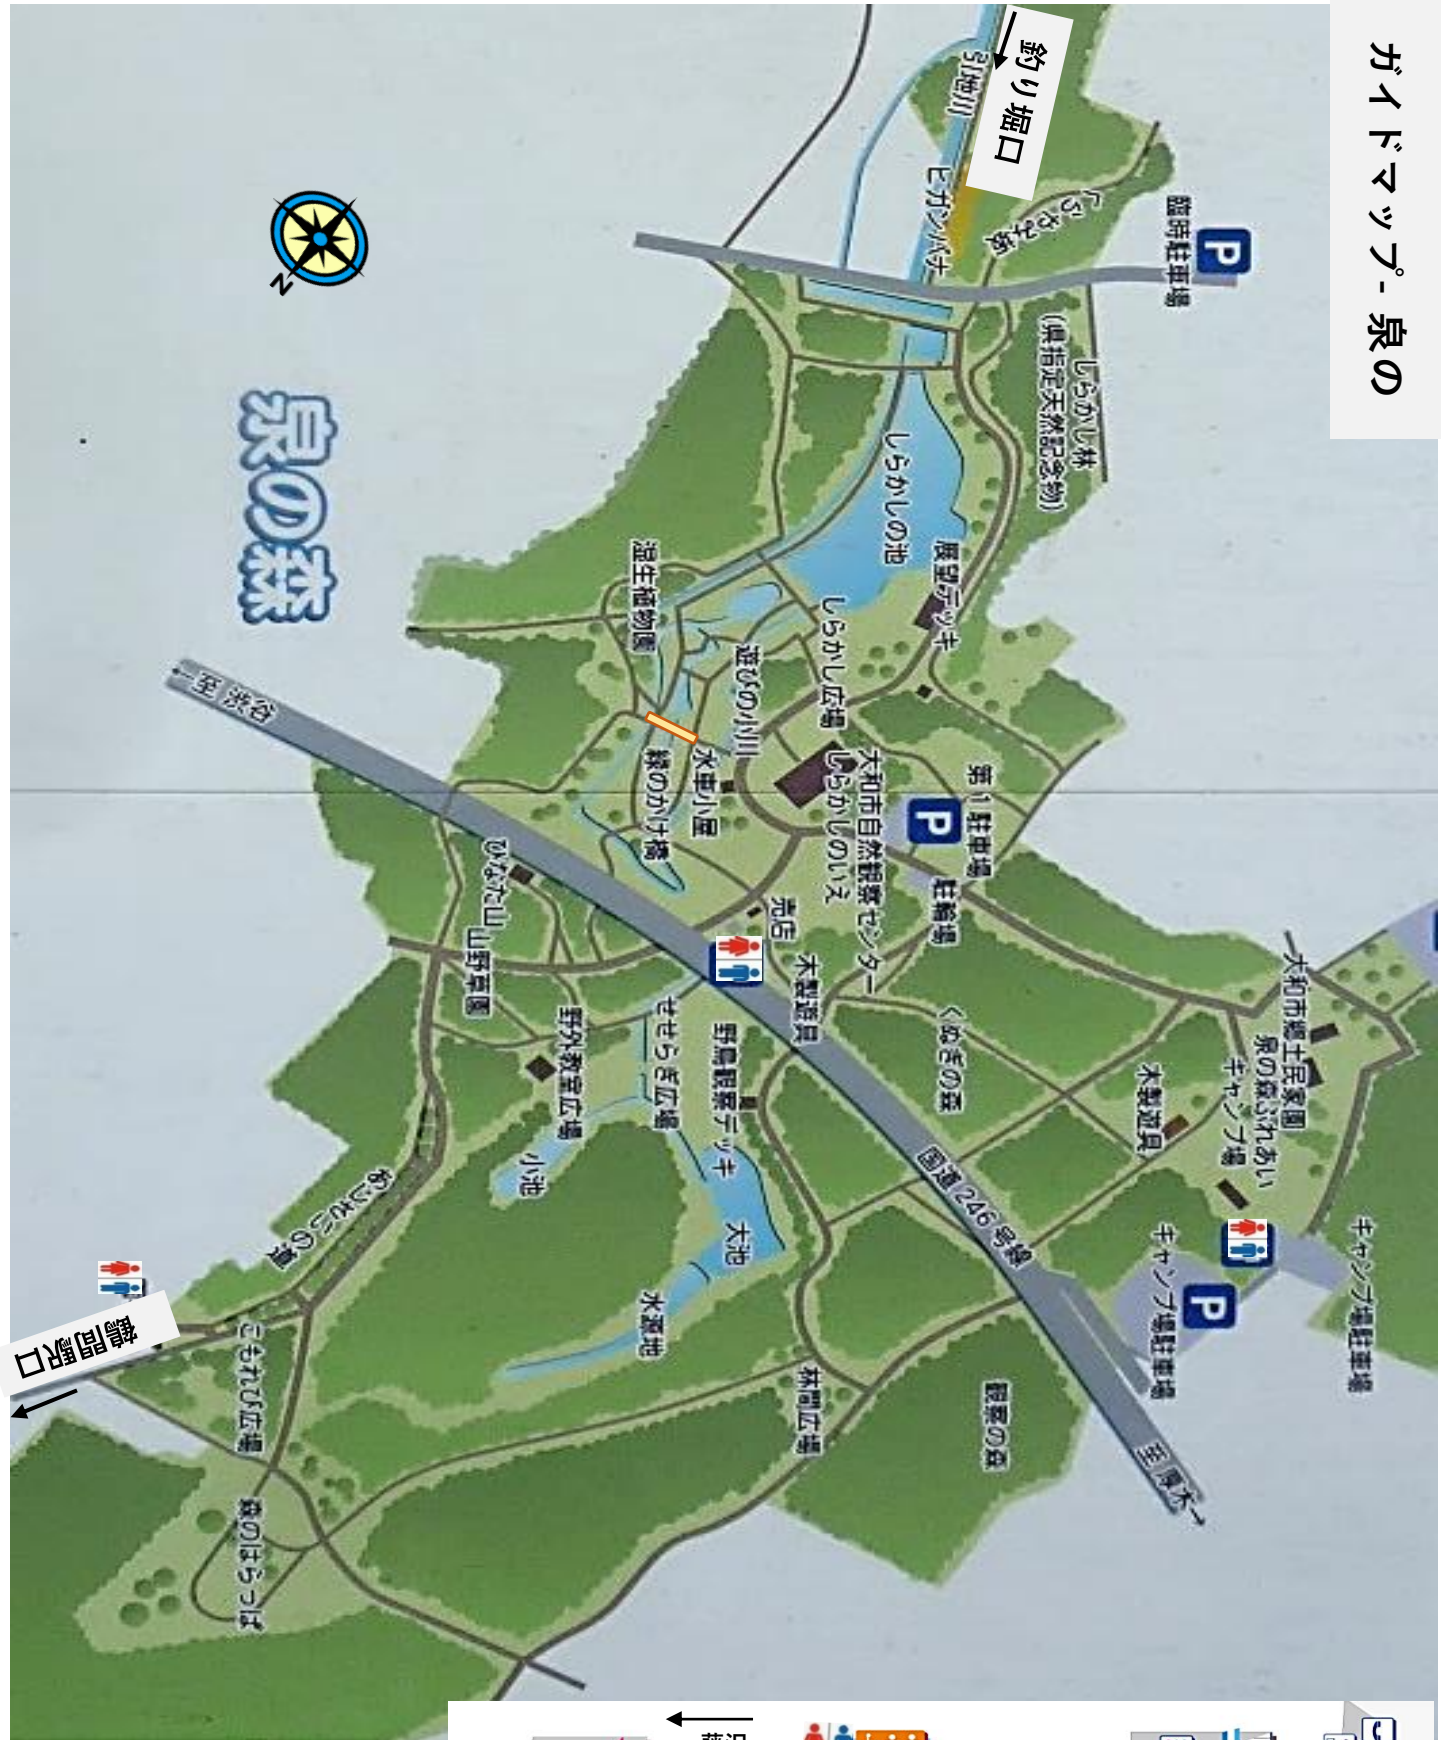 ガイドマップ- 泉の
釣り堀口
引地川
ヒガンバナ
くひざみ坂
臨時駐車場
P
しらかし林
(県指定天然記念物)
しらかしの池
展望デッキ
しらかし広場
湿生植物園
遊びの小川
水車小屋
緑のかけ橋
大和市自然観察センター
しらかしのいえ
第1駐車場
P
駐輪場
売店
木製遊具
N
泉の森
←至 渋谷
ひなた山
山野草園
野外教室広場
せせらぎ広場
野鳥観察デッキ
くぬぎの森
大和市郷土民家園
泉の森ふれあい
キャンプ場
木製遊具
国道246号線
小池
大池
水源地
キャンプ場駐車場
P
キャンプ場駐車場
あじさいの道
鶴間駅口
こもれび広場
林間広場
観察の森
至 厚木→
森のはらっぱ
藤沢